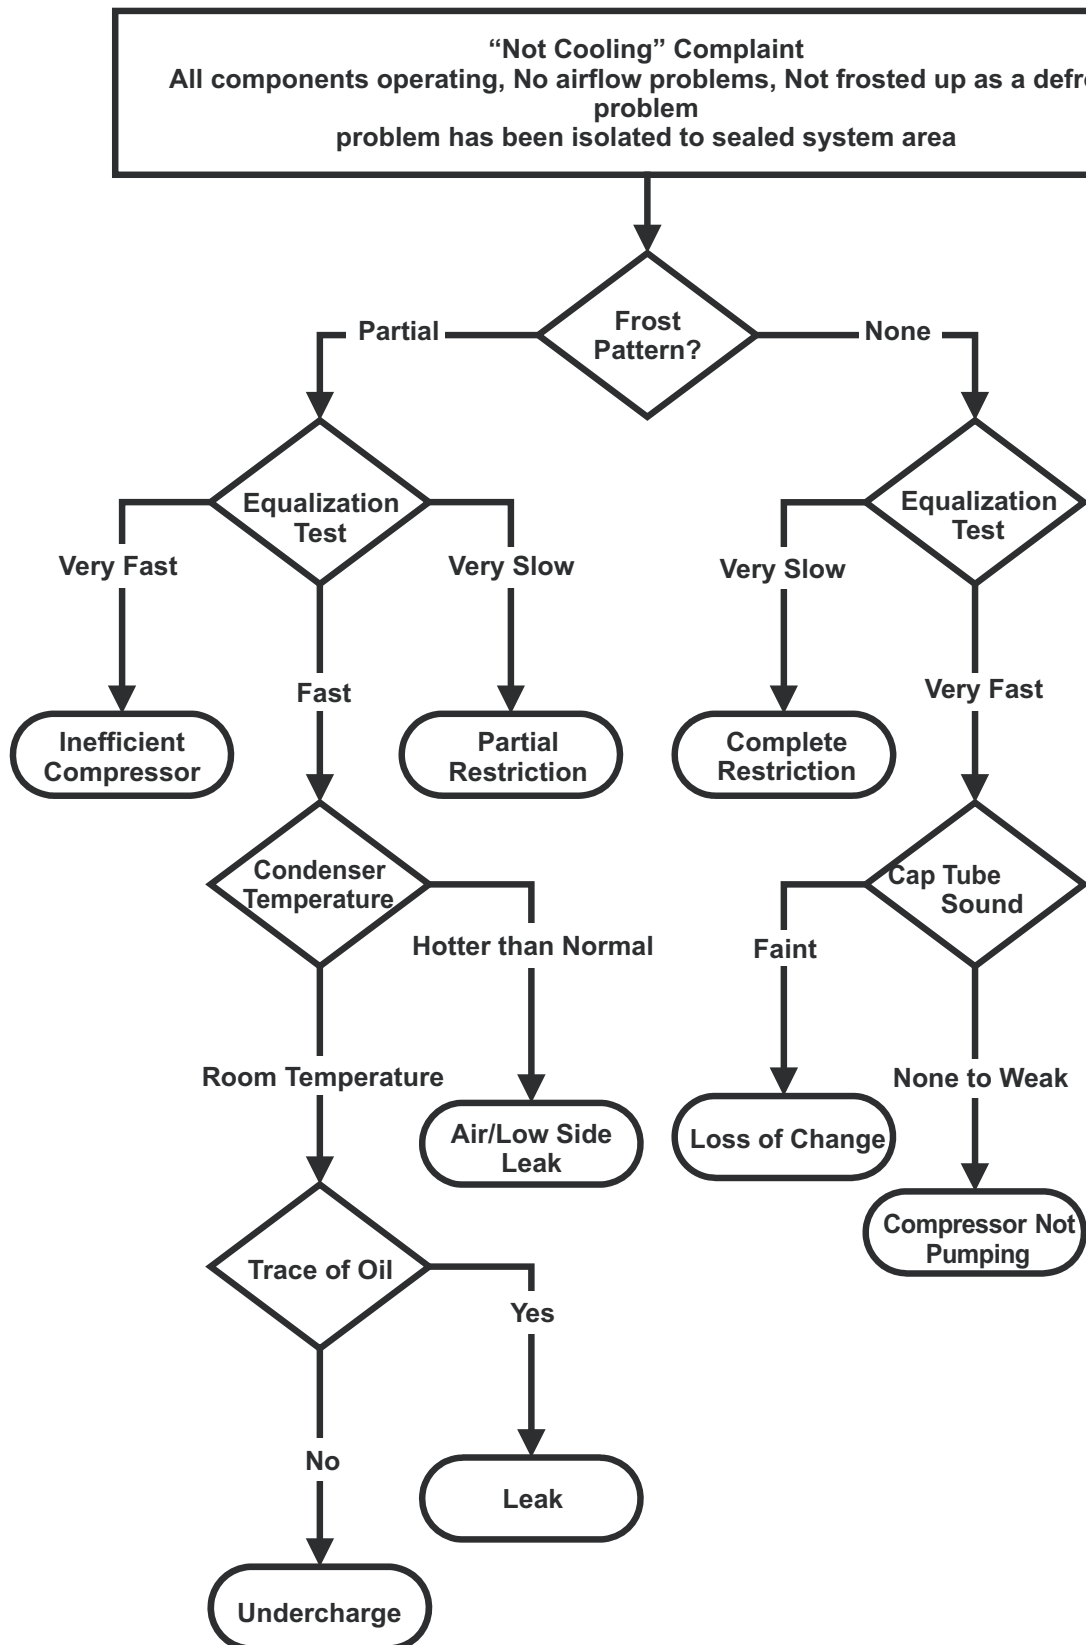 “Not Cooling” Complaint
All components operating, No airflow problems, Not frosted up as a
problem
problem has been isolated to sealed system area
Frost
Pattern?
Partial
None
Equalization
Test
Equalization
Test
Very Fast
Very Slow
Very Slow
Fast
Very Fast
Inefficient
Compressor
Partial
Restriction
Complete
Restriction
Condenser
Temperature
Cap Tube
Sound
Hotter than Normal
Faint
Room Temperature
None to Weak
Air/Low Side
Leak
Loss of Change
Compressor Not
Pumping
Trace of Oil
Yes
No
Leak
Undercharge